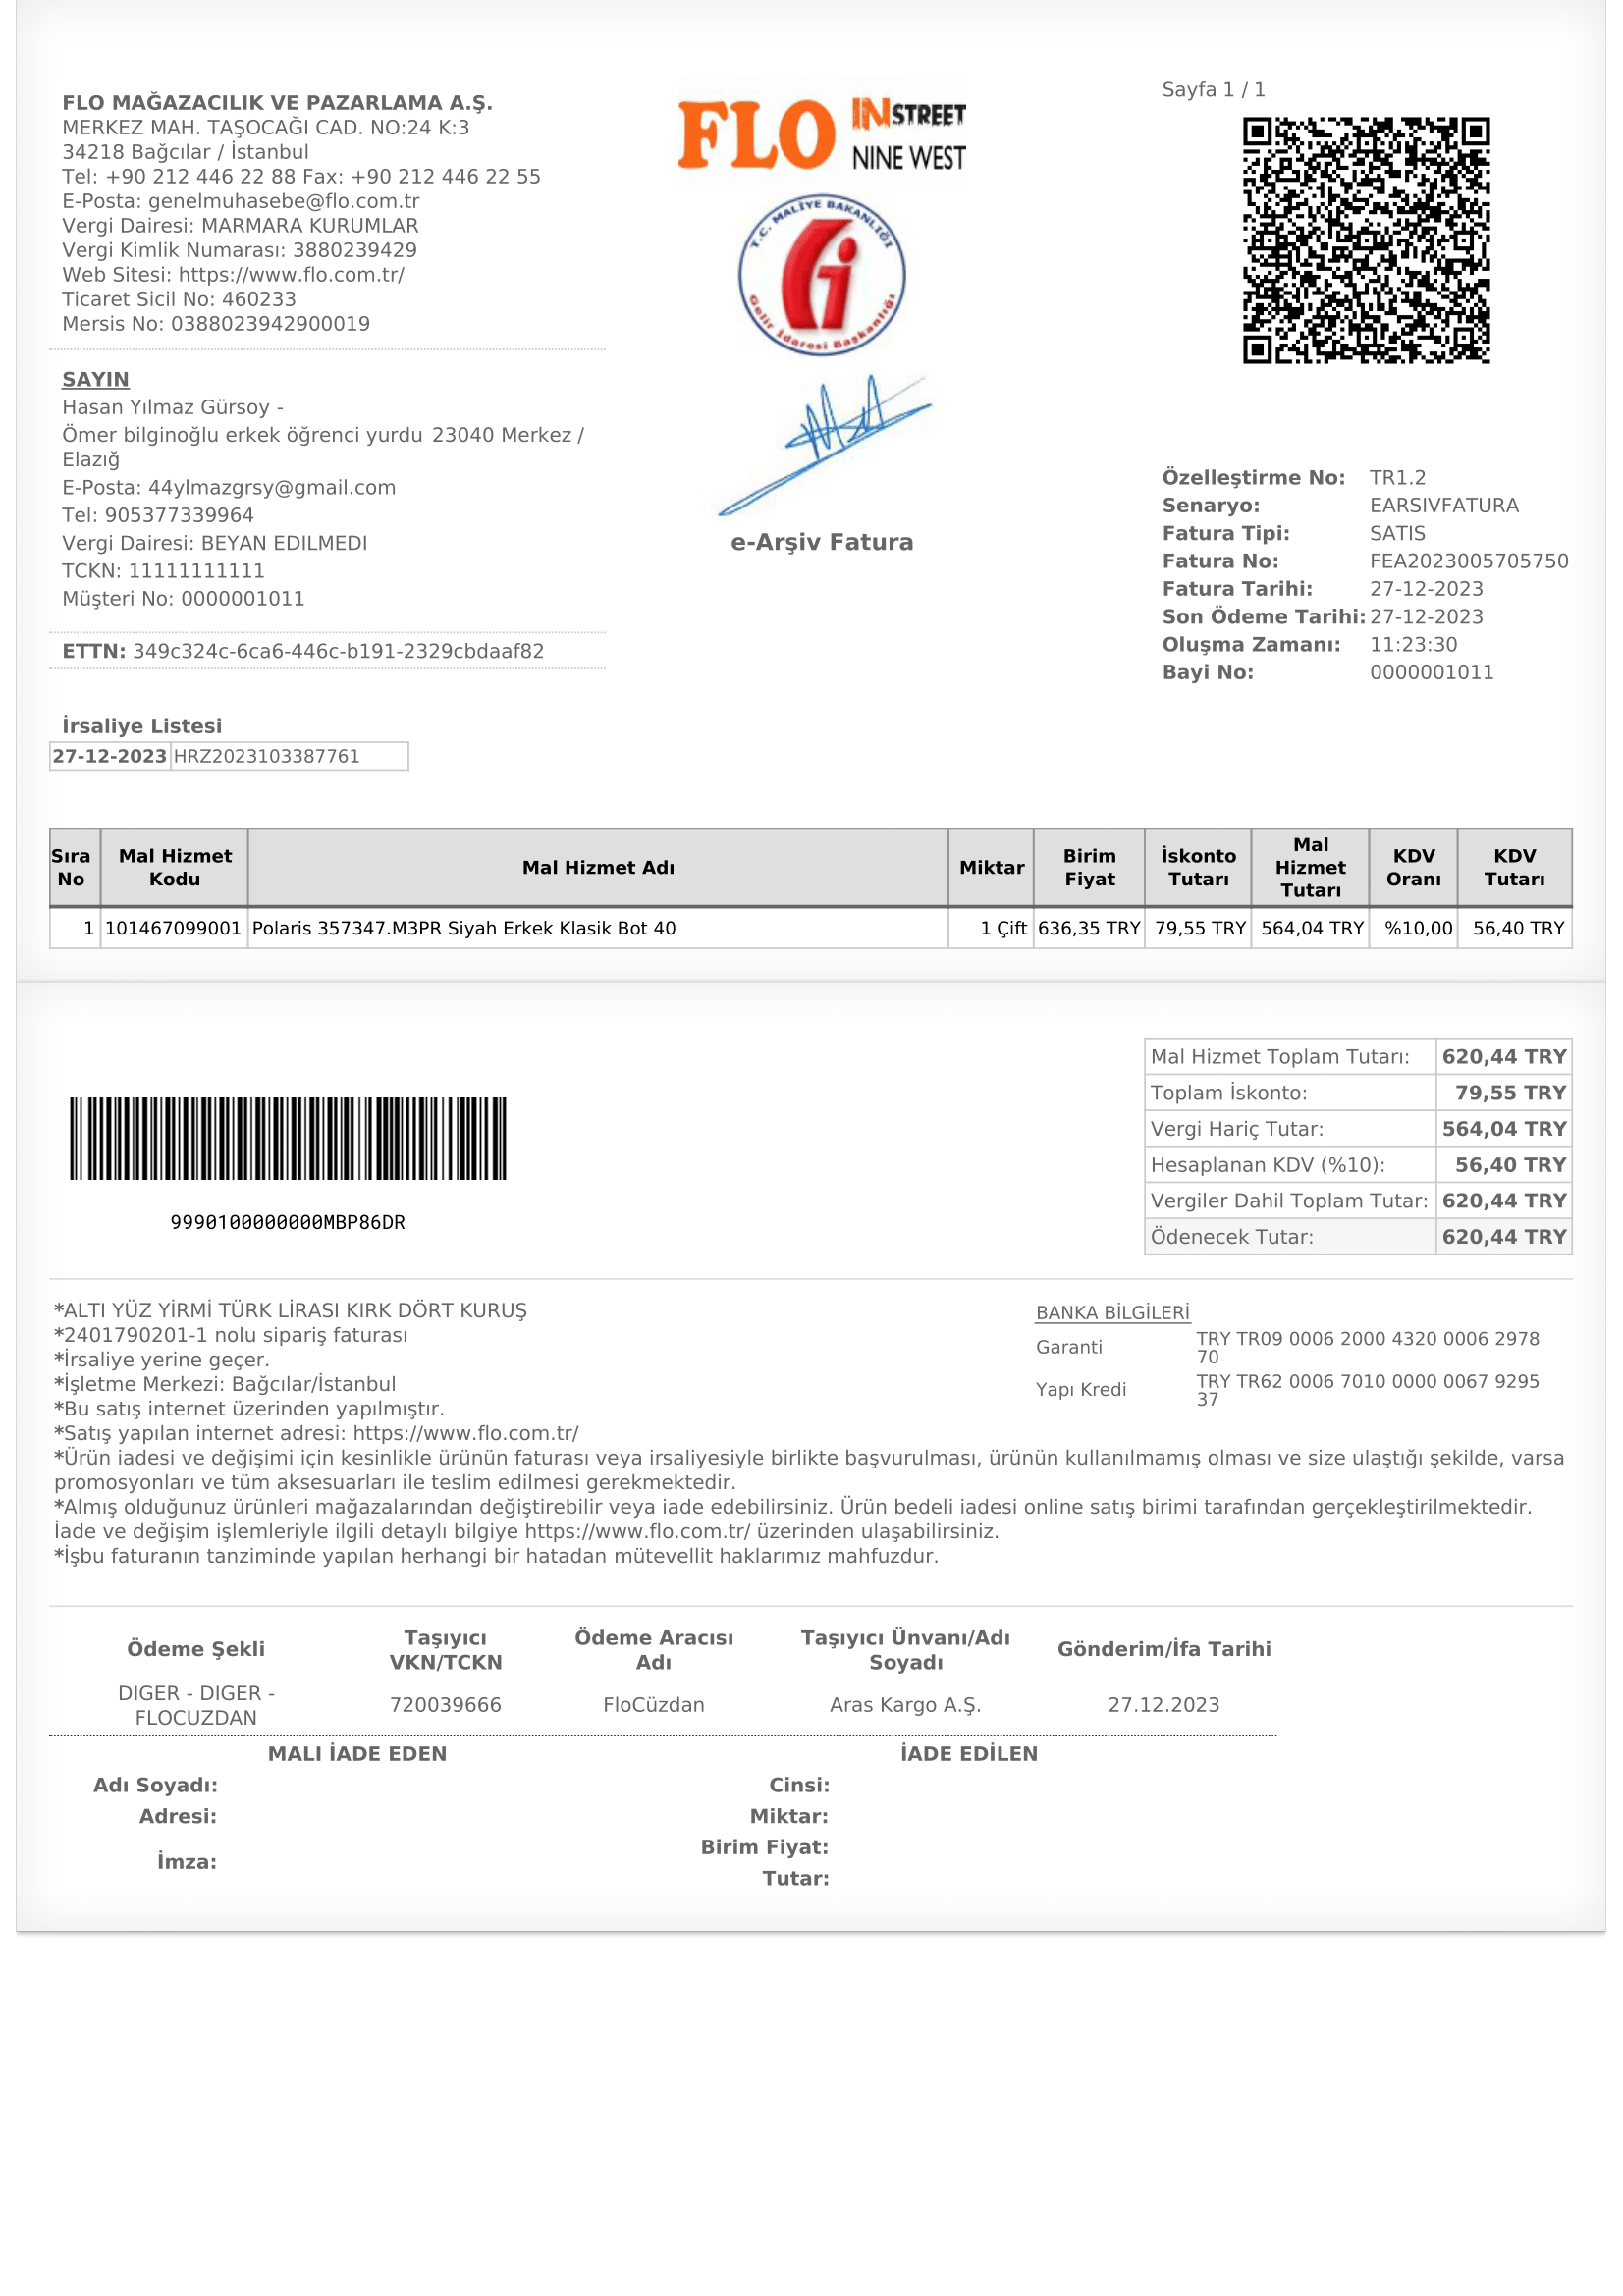 Sayfa 1 / 1
FLO MAĞAZACILIK VE PAZARLAMA A.Ş.
MERKEZ MAH. TAŞOCAĞI CAD. NO:24 K:3
34218 Bağcılar / İstanbul
Tel: +90 212 446 22 88 Fax: +90 212 446 22 55
E-Posta: genelmuhasebe@flo.com.tr
Vergi Dairesi: MARMARA KURUMLAR
Vergi Kimlik Numarası: 3880239429
Web Sitesi: https://www.flo.com.tr/
Ticaret Sicil No: 460233
Mersis No: 0388023942900019
FLO
INSTREET
NINE WEST
T.C. MALİYE BAKANLIĞI
Gelir İdaresi Başkanlığı
e-Arşiv Fatura
SAYIN
Hasan Yılmaz Gürsoy -
Ömer bilginoğlu erkek öğrenci yurdu 23040 Merkez /
Elazığ
E-Posta: 44ylmazgrsy@gmail.com
Tel: 905377339964
Vergi Dairesi: BEYAN EDILMEDI
TCKN: 11111111111
Müşteri No: 0000001011
ETTN: 349c324c-6ca6-446c-b191-2329cbdaaf82
Özelleştirme No: TR1.2
Senaryo: EARSIVFATURA
Fatura Tipi: SATIS
Fatura No: FEA2023005705750
Fatura Tarihi: 27-12-2023
Son Ödeme Tarihi: 27-12-2023
Oluşma Zamanı: 11:23:30
Bayi No: 0000001011
İrsaliye Listesi
27-12-2023 HRZ2023103387761
Sıra No Mal Hizmet Kodu Mal Hizmet Adı Miktar Birim Fiyat İskonto Tutarı Mal Hizmet Tutarı KDV Oranı KDV Tutarı
1 101467099001 Polaris 357347.M3PR Siyah Erkek Klasik Bot 40 1 Çift 636,35 TRY 79,55 TRY 564,04 TRY %10,00 56,40 TRY
9990100000000MBP86DR
Mal Hizmet Toplam Tutarı: 620,44 TRY
Toplam İskonto: 79,55 TRY
Vergi Hariç Tutar: 564,04 TRY
Hesaplanan KDV (%10): 56,40 TRY
Vergiler Dahil Toplam Tutar: 620,44 TRY
Ödenecek Tutar: 620,44 TRY
*ALTI YÜZ YİRMİ TÜRK LİRASI KIRK DÖRT KURUŞ
*2401790201-1 nolu sipariş faturası
*İrsaliye yerine geçer.
*İşletme Merkezi: Bağcılar/İstanbul
*Bu satış internet üzerinden yapılmıştır.
*Satış yapılan internet adresi: https://www.flo.com.tr/
*Ürün iadesi ve değişimi için kesinlikle ürünün faturası veya irsaliyesiyle birlikte başvurulması, ürünün kullanılmamış olması ve size ulaştığı şekilde, varsa
promosyonları ve tüm aksesuarları ile teslim edilmesi gerekmektedir.
*Almış olduğunuz ürünleri mağazalarından değiştirebilir veya iade edebilirsiniz. Ürün bedeli iadesi online satış birimi tarafından gerçekleştirilmektedir.
İade ve değişim işlemleriyle ilgili detaylı bilgiye https://www.flo.com.tr/ üzerinden ulaşabilirsiniz.
*İşbu faturanın tanziminde yapılan herhangi bir hatadan mütevellit haklarımız mahfuzdur.
BANKA BİLGİLERİ
Garanti TRY TR09 0006 2000 4320 0006 2978
70
Yapı Kredi TRY TR62 0006 7010 0000 0067 9295
37
Ödeme Şekli Taşıyıcı VKN/TCKN Ödeme Aracısı Adı Taşıyıcı Ünvanı/Adı Soyadı Gönderim/İfa Tarihi
DIGER - DIGER - FLOCUZDAN 720039666 FloCüzdan Aras Kargo A.Ş. 27.12.2023
MALI İADE EDEN
Adı Soyadı:
Adresi:
İmza:
İADE EDİLEN
Cinsi:
Miktar:
Birim Fiyat:
Tutar: